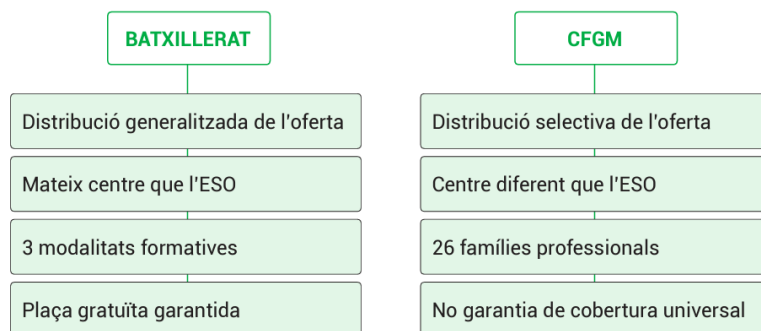 BATXILLERAT
Distribució generalitzada de l'oferta
Mateix centre que l'ESO
3 modalitats formatives
Plaça gratuïta garantida
CFGM
Distribució selectiva de l'oferta
Centre diferent que l'ESO
26 famílies professionals
No garantia de cobertura universal